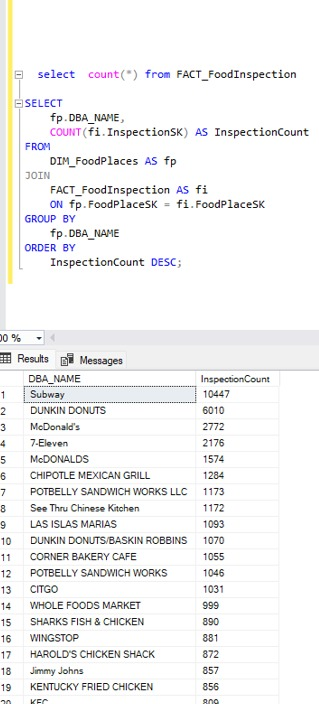 select count(*) from FACT_FoodInspection
SELECT
fp.DBA_NAME,
COUNT(fi.InspectionSK) AS InspectionCount
FROM
DIM_FoodPlaces AS fp
JOIN
FACT_FoodInspection AS fi
ON fp.FoodPlaceSK = fi.FoodPlaceSK
GROUP BY
fp.DBA_NAME
ORDER BY
InspectionCount DESC;
00 %
Results Messages
DBA_NAME InspectionCount
1 Subway 10447
2 DUNKIN DONUTS 6010
3 McDonald's 2772
4 7-Eleven 2176
5 McDONALDS 1574
6 CHIPOTLE MEXICAN GRILL 1284
7 POTBELLY SANDWICH WORKS LLC 1173
8 See Thru Chinese Kitchen 1172
9 LAS ISLAS MARIAS 1093
10 DUNKIN DONUTS/BASKIN ROBBINS 1070
11 CORNER BAKERY CAFE 1055
12 POTBELLY SANDWICH WORKS 1046
13 CITGO 1031
14 WHOLE FOODS MARKET 999
15 SHARKS FISH & CHICKEN 890
16 WINGSTOP 881
17 HAROLD'S CHICKEN SHACK 872
18 Jimmy Johns 857
19 KENTUCKY FRIED CHICKEN 856
20 KFC 809